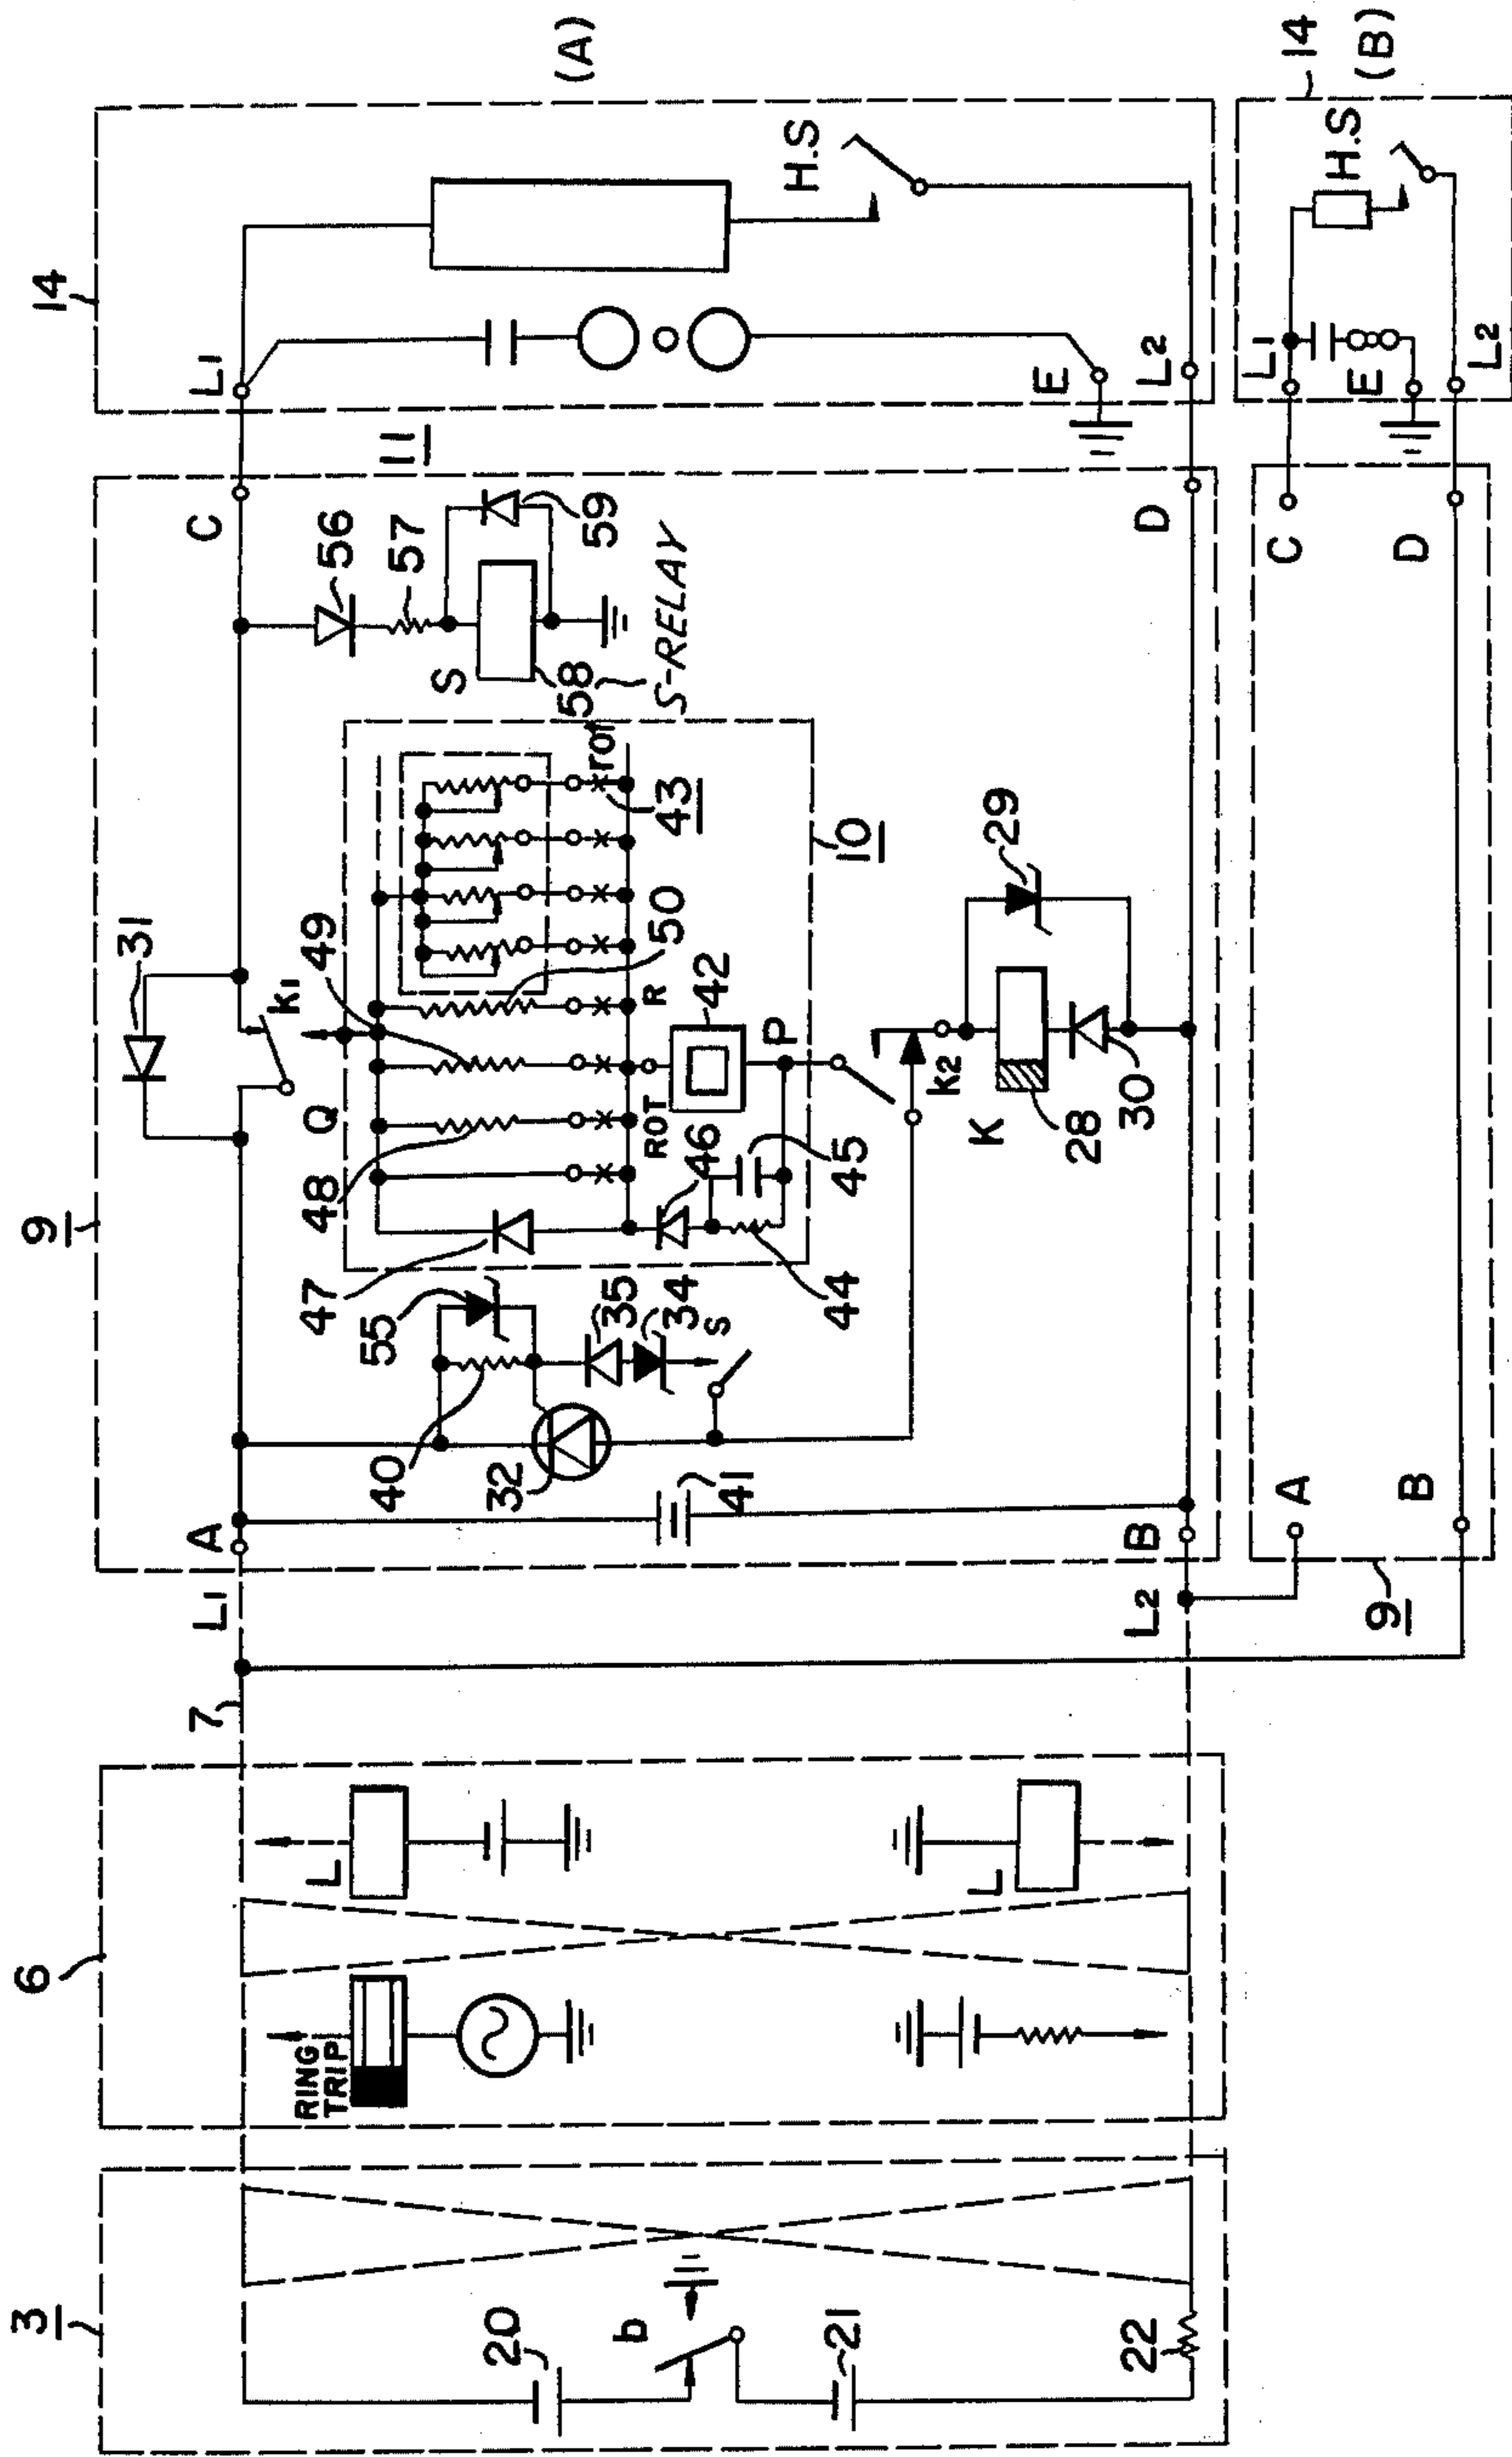 3
20
b
21
22
6
RING
TRIP
L
L
7
L1
L2
9
A
B
31
k1
Q
49
48
47
55
40
32
35
34
S
41
46
45
44
ROT
R
42
P
50
43
rot
10
k2
K
28
29
30
C
D
56
57
S
58
59
S-RELAY
11
14
L1
E
L2
H.S
(A)
9
A
B
C
D
14
L1
E
L2
H.S
(B)